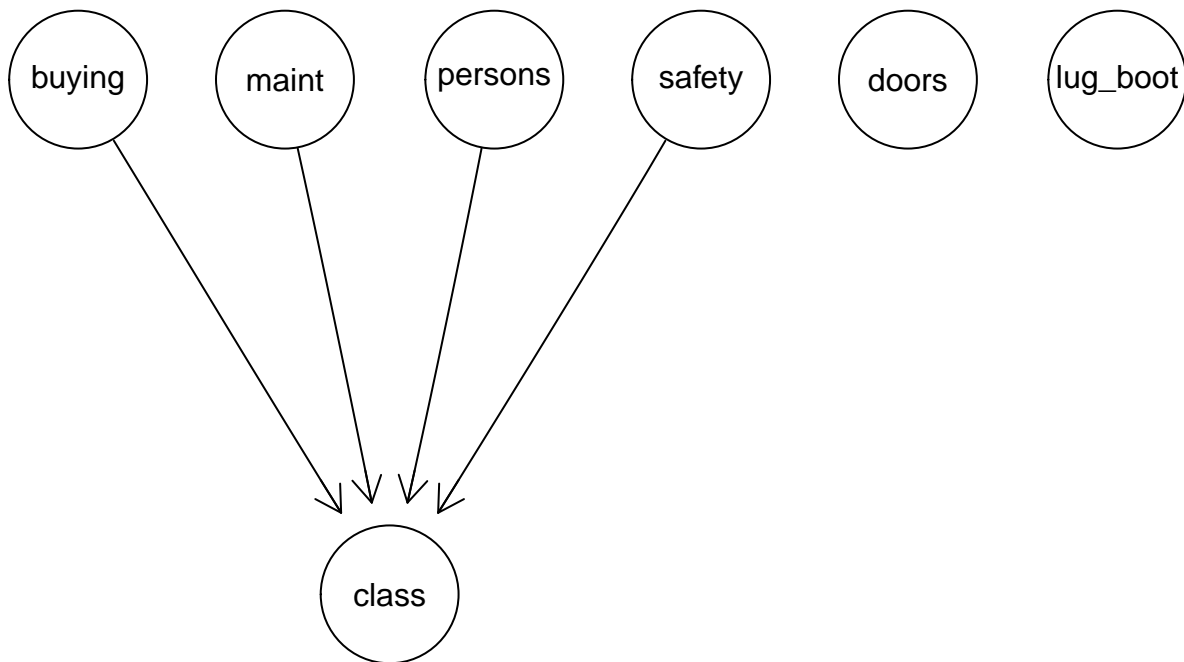 buying
maint
persons
safety
doors
lug_boot
class